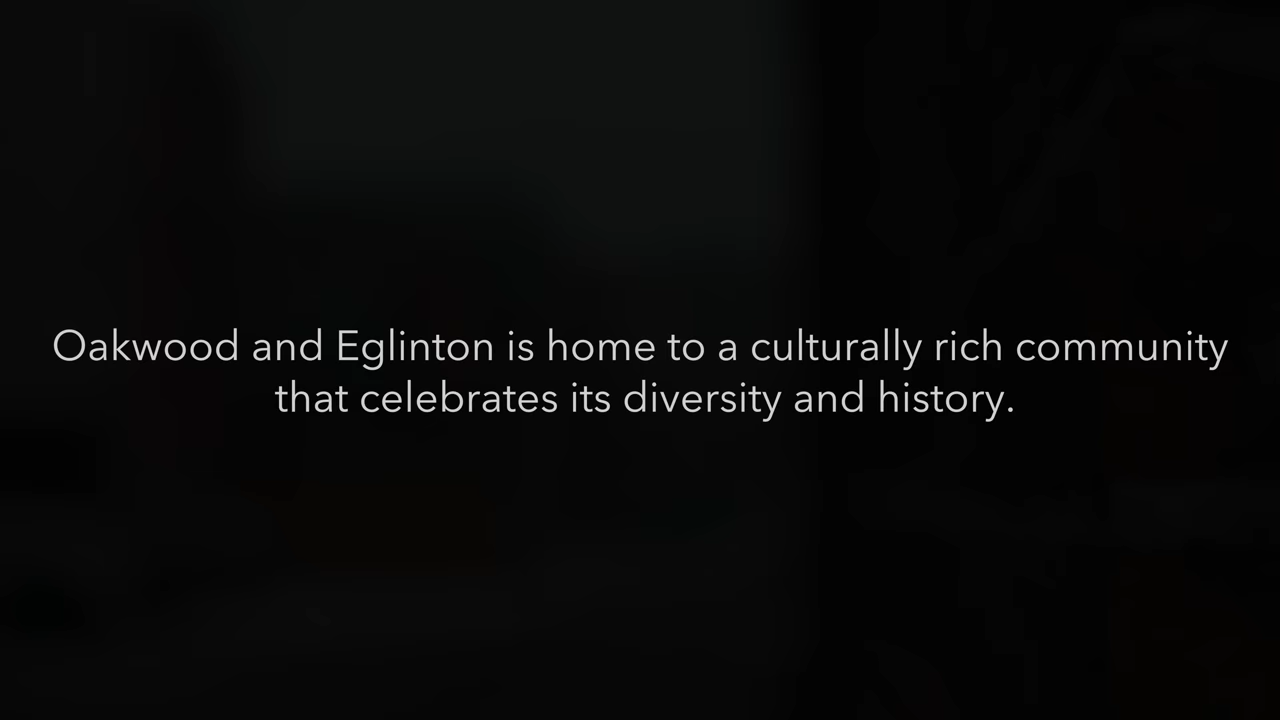 Oakwood and Eglinton is home to a culturally rich community
that celebrates its diversity and history.